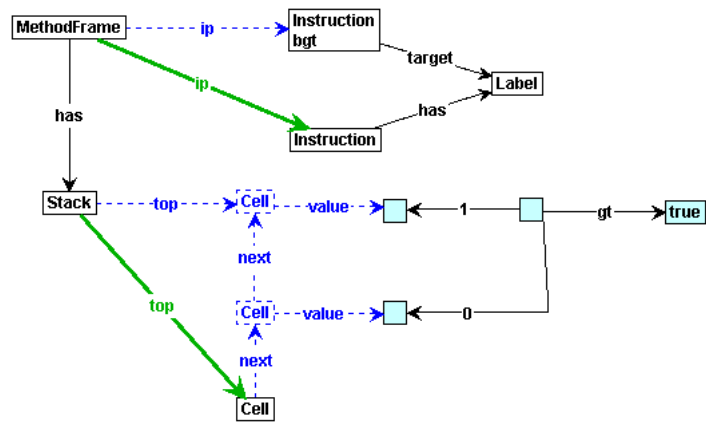 MethodFrame
ip
Instruction
bgt
target
ip
Label
has
has
Instruction
Stack
top
Cell
value
1
gt
true
next
top
Cell
value
0
next
Cell